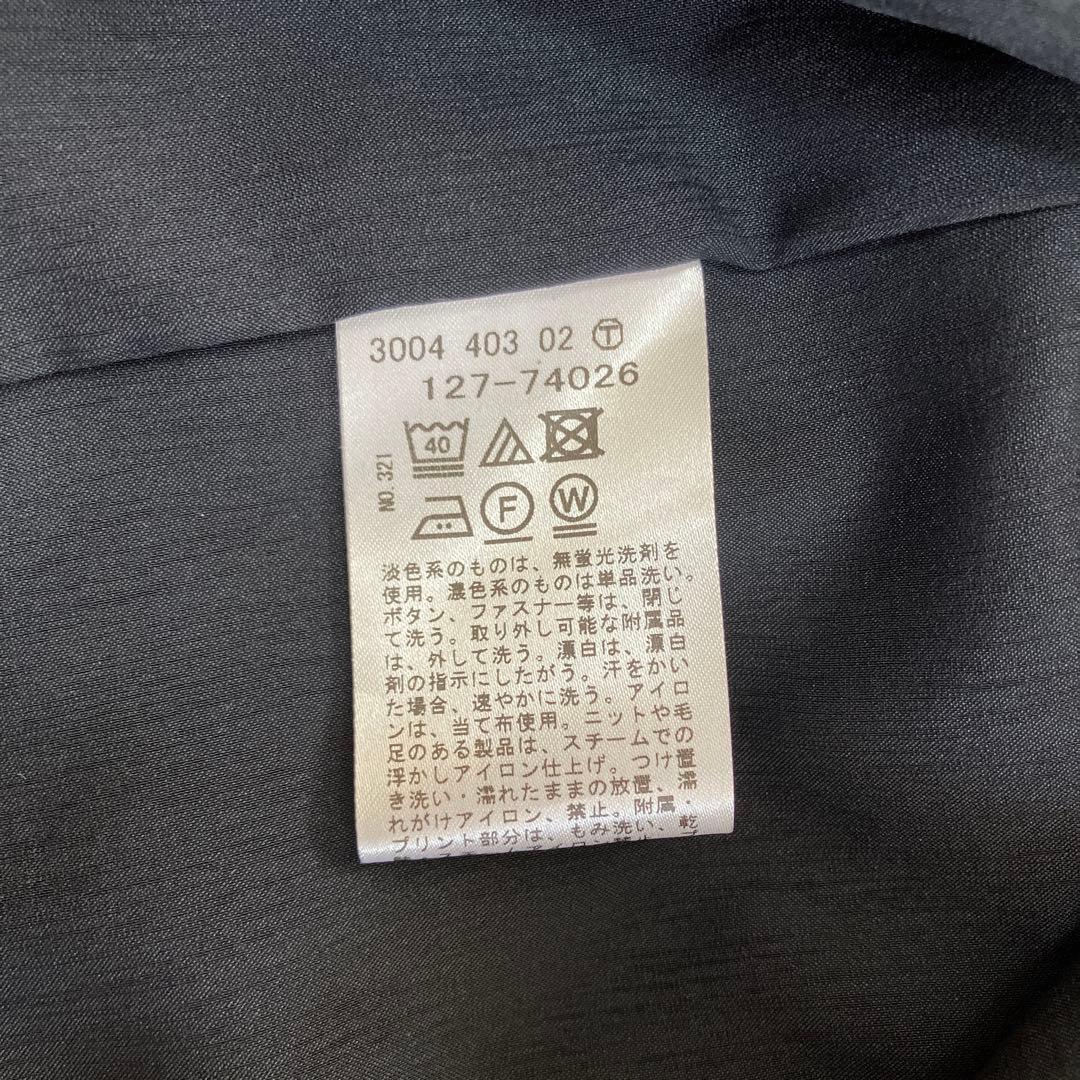 3004 403 02 Ⓣ
127-74026
NO.321
40
F
W
淡色系のものは、無蛍光洗剤を
使用。濃色系のものは単品洗い。
ボタン、ファスナー等は、閉じ
て洗う。取り外し可能な附属品
は、外して洗う。漂白は、漂白
剤の指示にしたがう。汗をかい
た場合、速やかに洗う。アイロ
ンは、当て布使用。ニットや毛
足のある製品は、スチームでの
浮かしアイロン仕上げ。つけ置
き洗い・濡れたままの放置、濡
れがけアイロン、禁止。附属・
プリント部分は、もみ洗い、乾